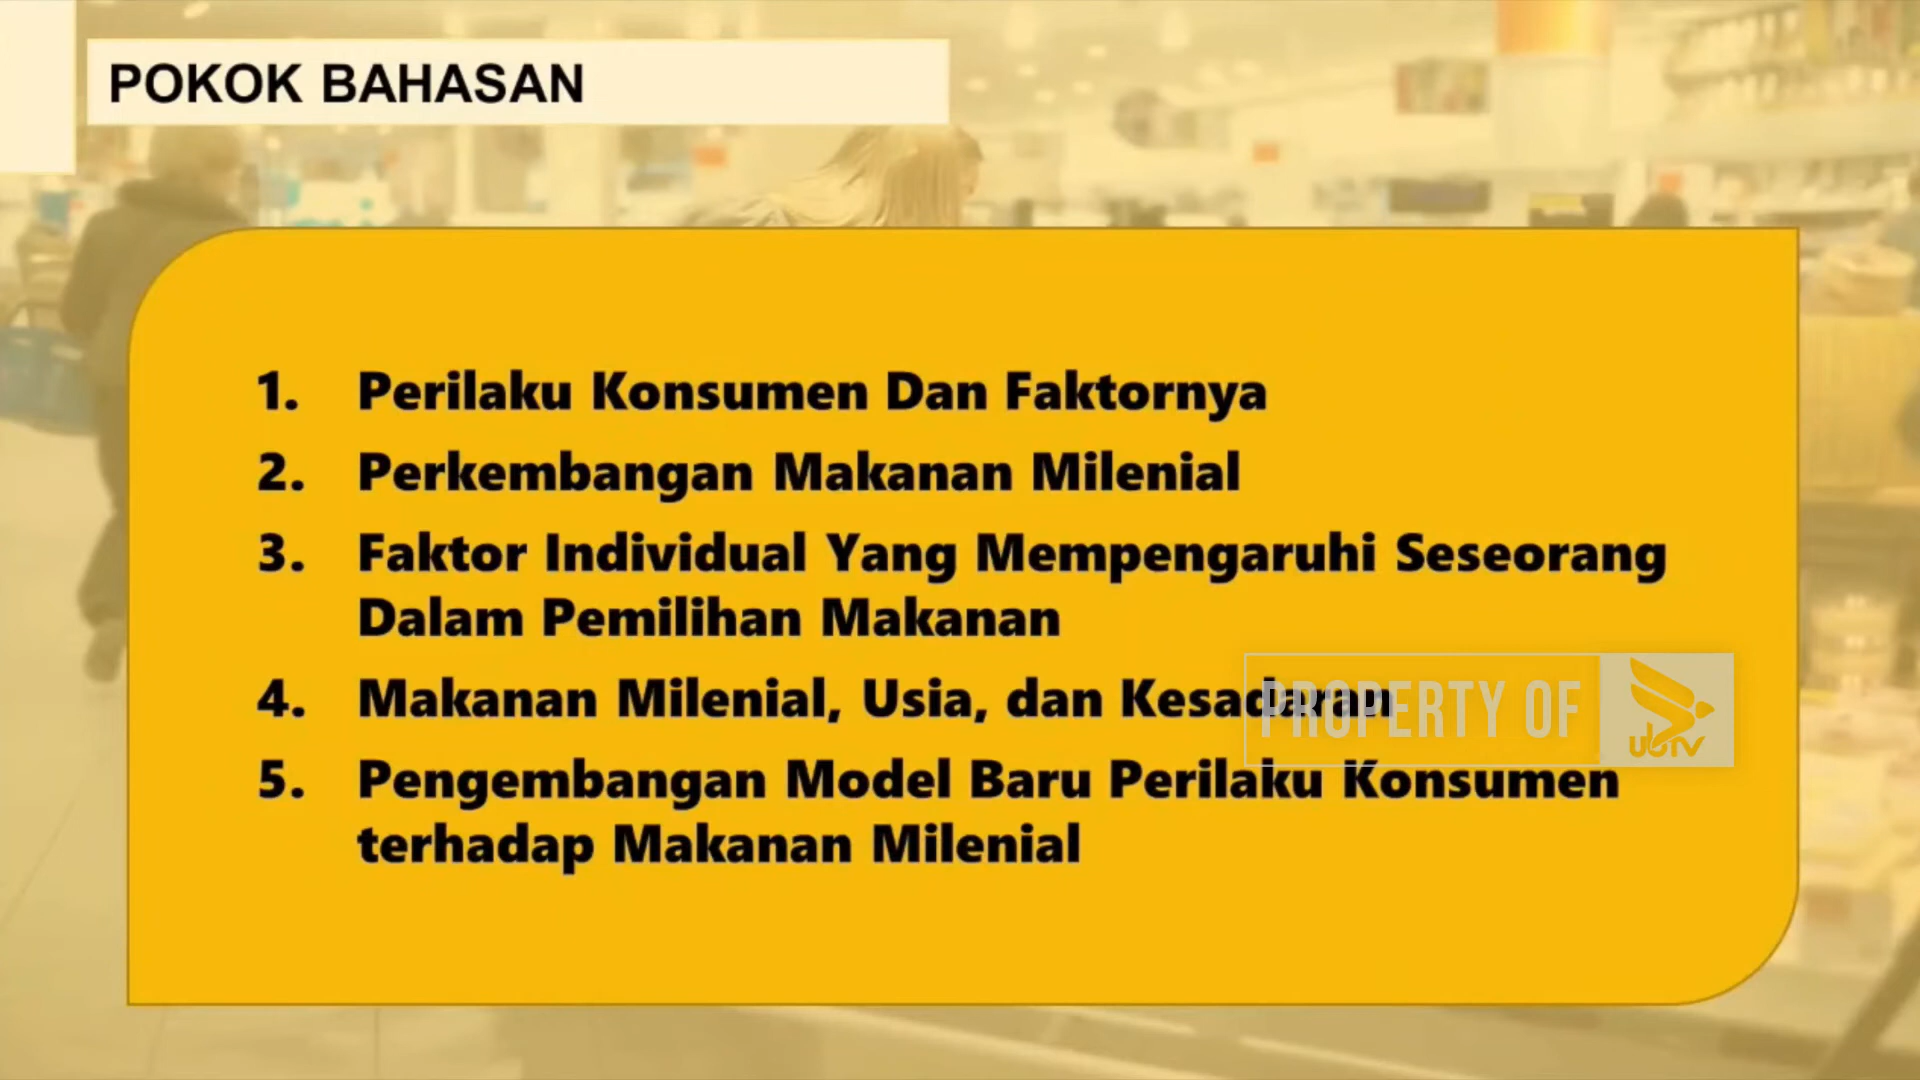 POKOK BAHASAN
1. Perilaku Konsumen Dan Faktornya
2. Perkembangan Makanan Milenial
3. Faktor Individual Yang Mempengaruhi Seseorang
Dalam Pemilihan Makanan
4. Makanan Milenial, Usia, dan Kesadaran
PROPERTY OF
UBTV
5. Pengembangan Model Baru Perilaku Konsumen
terhadap Makanan Milenial